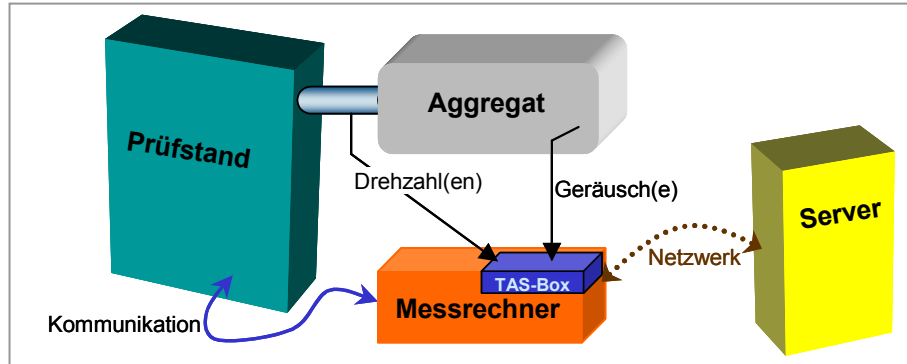 Aggregat
Prüfstand
Drehzahl(en)
Geräusch(e)
Server
Netzwerk
TAS-Box
Messrechner
Kommunikation